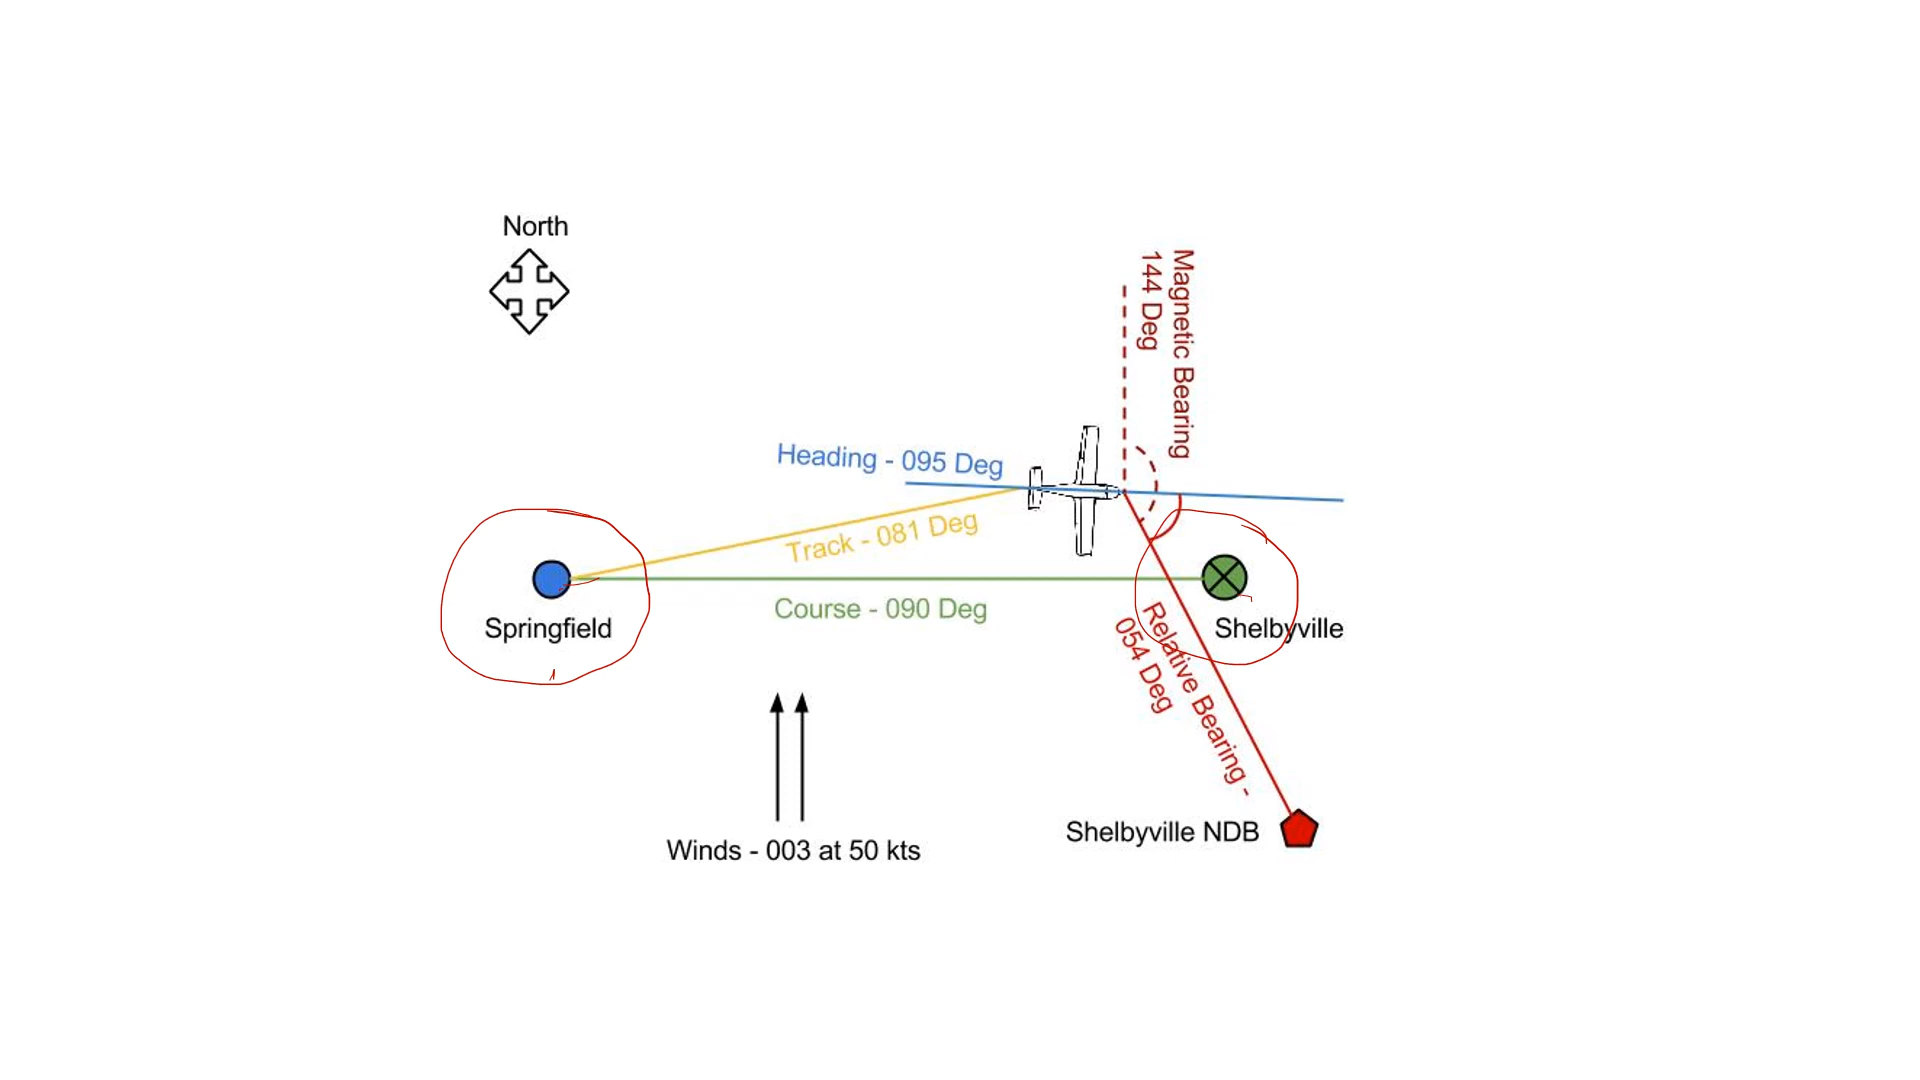 North
Magnetic Bearing
144 Deg
Heading - 095 Deg
Track - 081 Deg
Course - 090 Deg
Springfield
Shelbyville
Relative Bearing -
054 Deg
Shelbyville NDB
Winds - 003 at 50 kts